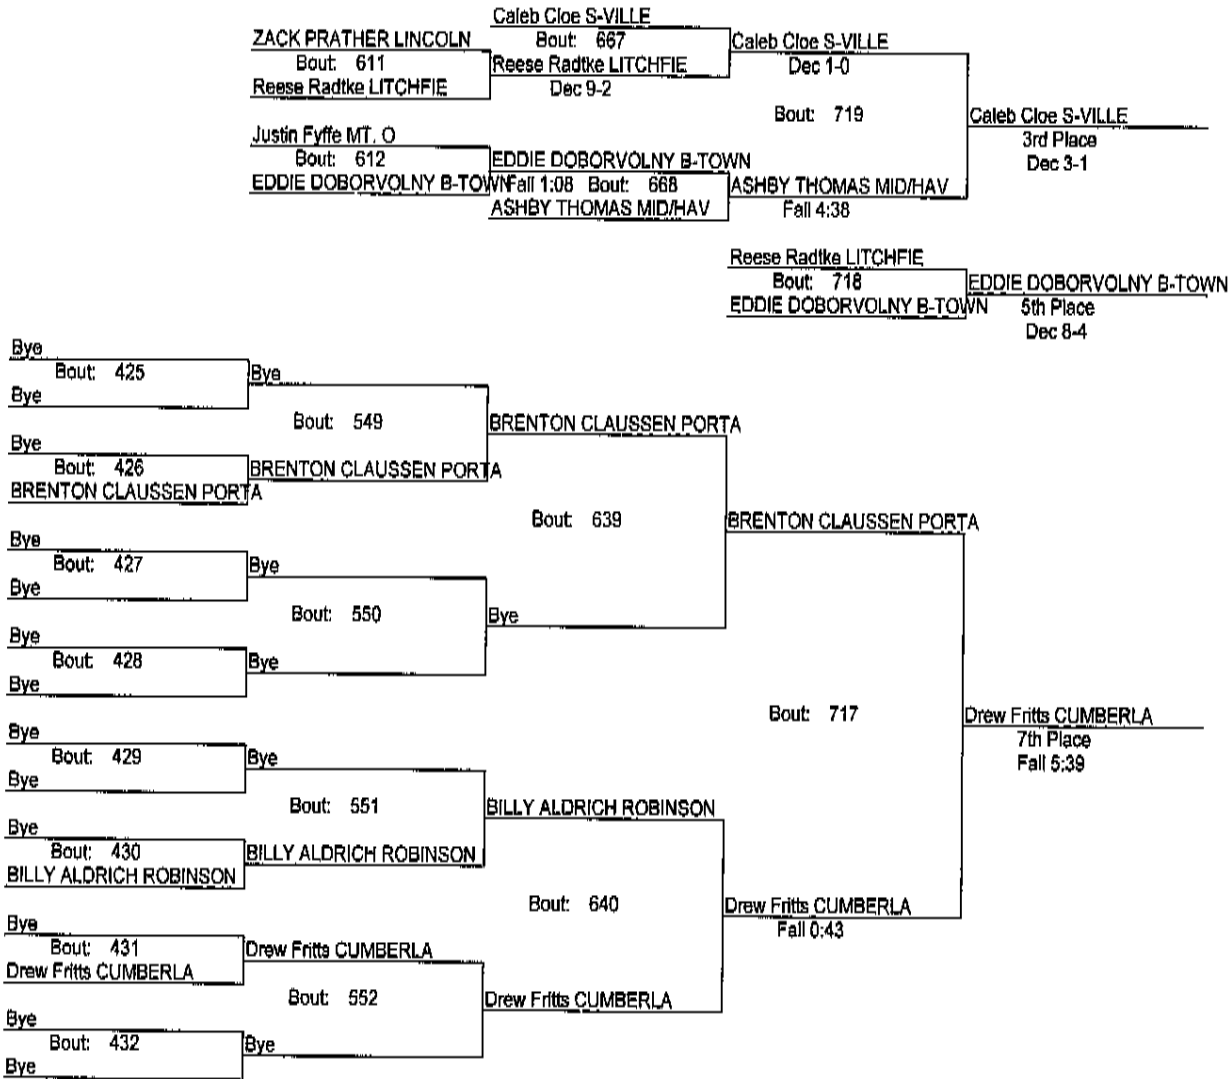 Caleb Cloe S-VILLE
ZACK PRATHER LINCOLN
Bout: 667
Caleb Cloe S-VILLE
Bout: 611
Reese Radtke LITCHFIE
Dec 1-0
Reese Radtke LITCHFIE
Dec 9-2
Bout: 719
Caleb Cloe S-VILLE
Justin Fyffe MT. O
3rd Place
Bout: 612
EDDIE DOBORVOLNY B-TOWN
Dec 3-1
EDDIE DOBORVOLNY B-TOWN
Fall 1:08
Bout: 668
ASHBY THOMAS MID/HAV
ASHBY THOMAS MID/HAV
Fall 4:38
Reese Radtke LITCHFIE
Bout: 718
EDDIE DOBORVOLNY B-TOWN
EDDIE DOBORVOLNY B-TOWN
5th Place
Dec 8-4
Bye
Bout: 425
Bye
Bye
Bout: 549
BRENTON CLAUSSEN PORTA
Bye
Bout: 426
BRENTON CLAUSSEN PORTA
BRENTON CLAUSSEN PORTA
Bout: 639
BRENTON CLAUSSEN PORTA
Bye
Bout: 427
Bye
Bye
Bout: 550
Bye
Bye
Bout: 428
Bye
Bye
Bout: 717
Drew Fritts CUMBERLA
7th Place
Fall 5:39
Bye
Bout: 429
Bye
Bye
Bout: 551
BILLY ALDRICH ROBINSON
Bye
Bout: 430
BILLY ALDRICH ROBINSON
BILLY ALDRICH ROBINSON
Bout: 640
Drew Fritts CUMBERLA
Fall 0:43
Bye
Bout: 431
Drew Fritts CUMBERLA
Drew Fritts CUMBERLA
Bout: 552
Drew Fritts CUMBERLA
Bye
Bout: 432
Bye
Bye